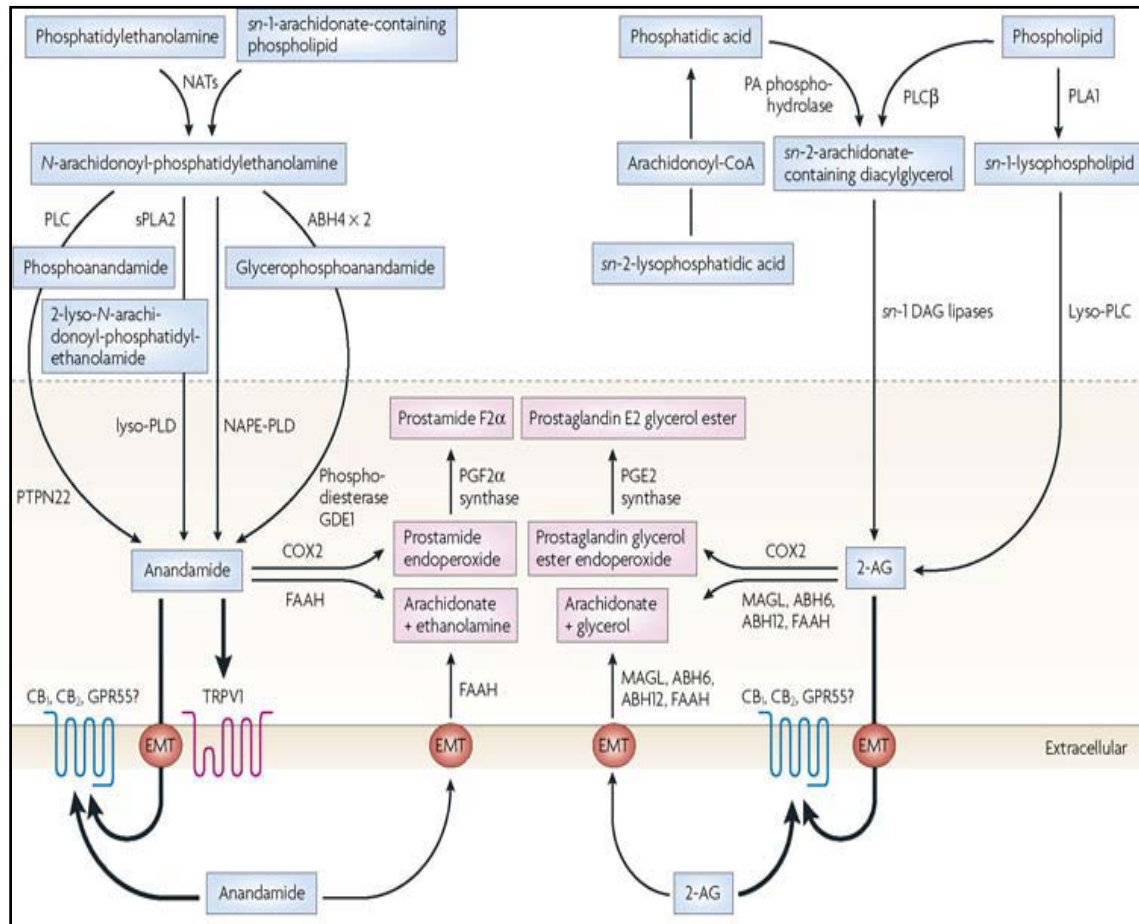 Phosphatidylethanolamine
sn-1-arachidonate-containing
phospholipid
NATs
N-arachidonoyl-phosphatidylethanolamine
PLC
sPLA2
ABH4 × 2
Phosphoanandamide
Glycerophosphoanandamide
2-lyso-N-arachi-
donoyl-phosphatidyl-
ethanolamide
lyso-PLD
NAPE-PLD
PTPN22
Phospho-
diesterase
GDE1
Anandamide
Phosphatidic acid
Phospholipid
PA phospho-
hydrolase
PLCβ
PLA1
Arachidonoyl-CoA
sn-2-arachidonate-
containing diacylglycerol
sn-1-lysophospholipid
sn-2-lysophosphatidic acid
sn-1 DAG lipases
Lyso-PLC
Prostamide F2α
Prostaglandin E2 glycerol ester
PGF2α
synthase
PGE2
synthase
COX2
Prostamide
endoperoxide
Prostaglandin glycerol
ester endoperoxide
COX2
2-AG
FAAH
Arachidonate
+ ethanolamine
Arachidonate
+ glycerol
MAGL, ABH6,
ABH12, FAAH
CB₁, CB₂, GPR55?
TRPV1
FAAH
MAGL, ABH6,
ABH12, FAAH
CB₁, CB₂, GPR55?
EMT
EMT
EMT
EMT
Extracellular
Anandamide
2-AG